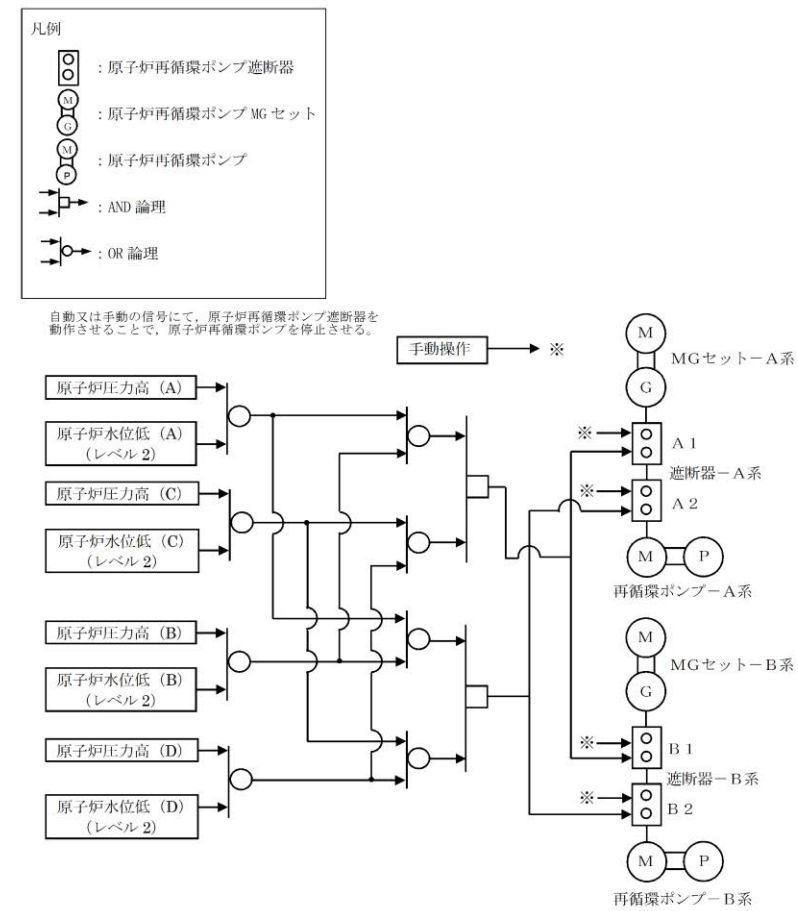 凡例
：原子炉再循環ポンプ遮断器
M
G
：原子炉再循環ポンプ MG セット
M
P
：原子炉再循環ポンプ
：AND 論理
：OR 論理
自動又は手動の信号にて，原子炉再循環ポンプ遮断器を
動作させることで，原子炉再循環ポンプを停止させる。
手動操作
※
M
MGセット－A系
G
原子炉圧力高（A）
原子炉水位低（A）
（レベル 2）
※
A1
遮断器－A系
原子炉圧力高（C）
※
A2
原子炉水位低（C）
（レベル 2）
M
P
再循環ポンプ－A系
原子炉圧力高（B）
M
MGセット－B系
原子炉水位低（B）
（レベル 2）
G
原子炉圧力高（D）
※
B1
遮断器－B系
原子炉水位低（D）
（レベル 2）
※
B2
M
P
再循環ポンプ－B系